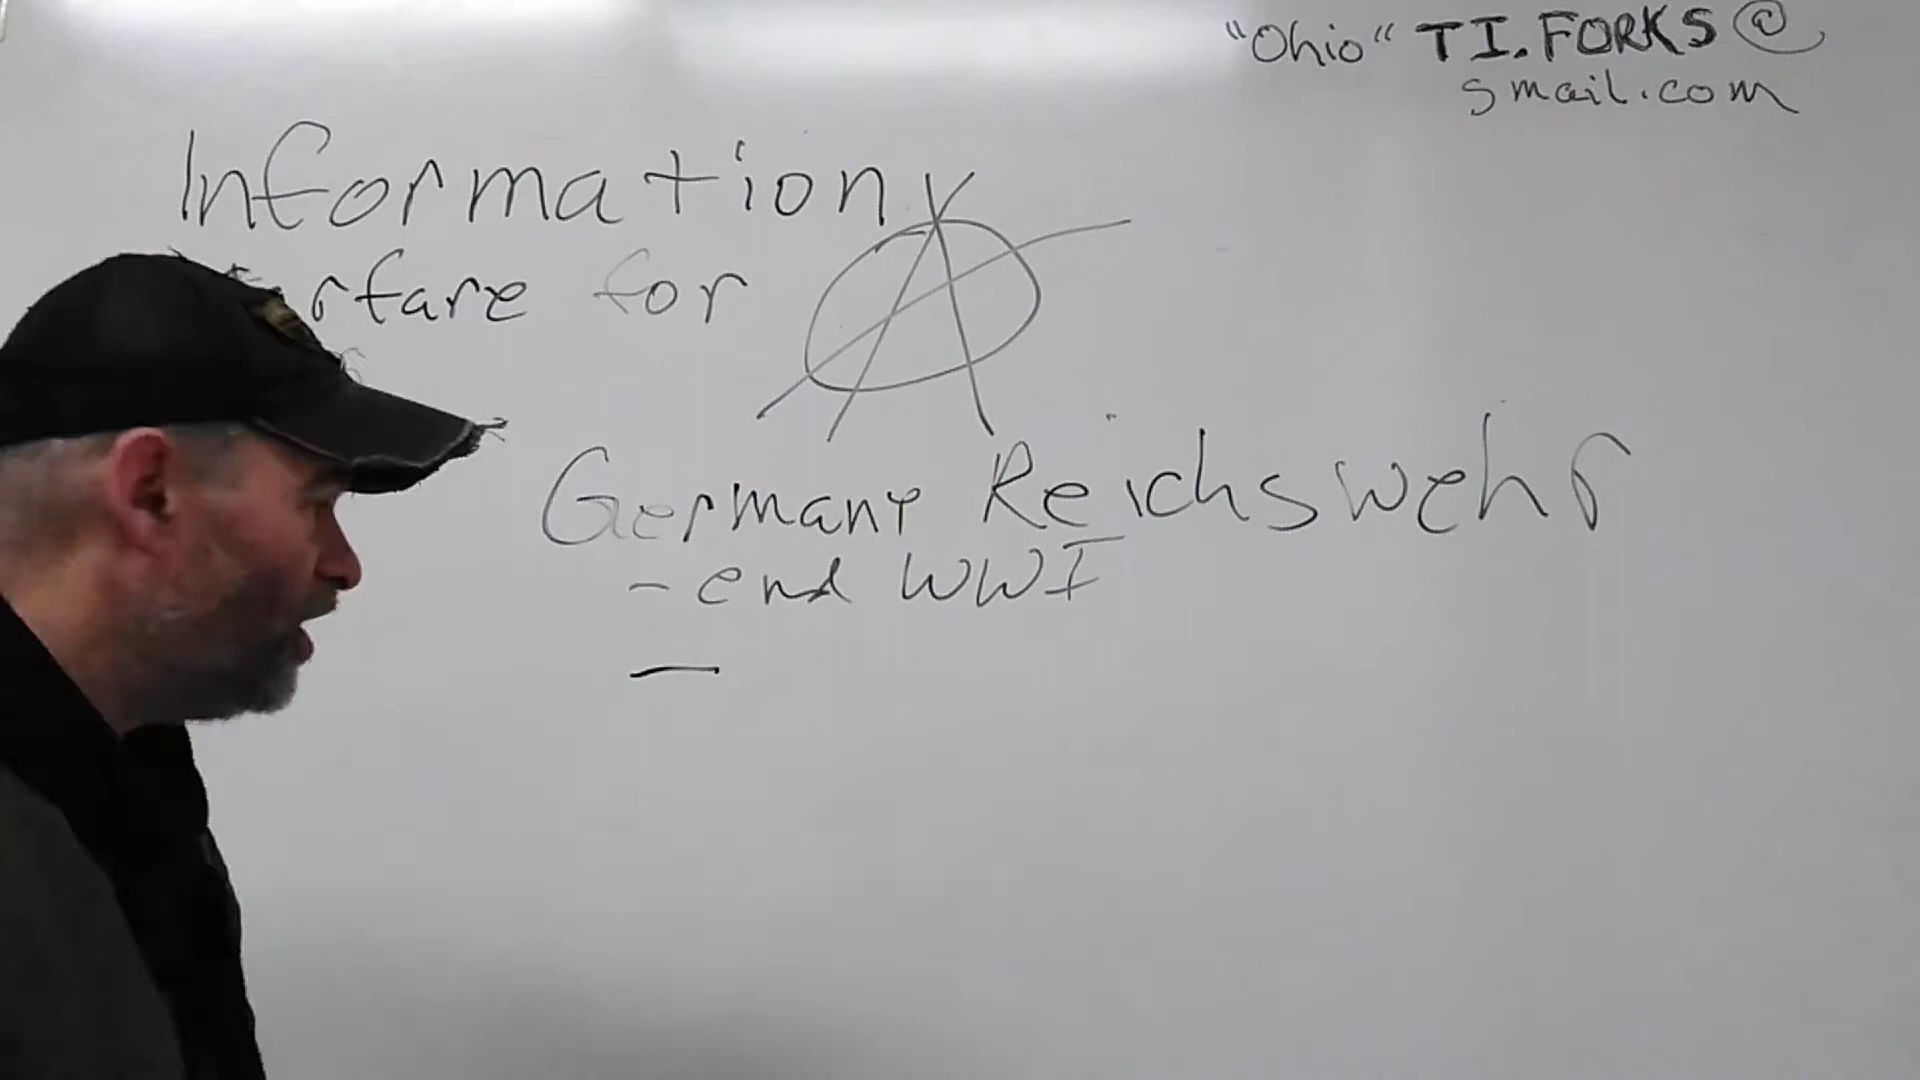 "Ohio" TI.FORKS@
gmail.com
Information
rfare for A
Germany Reichswehr
- end WWI
-